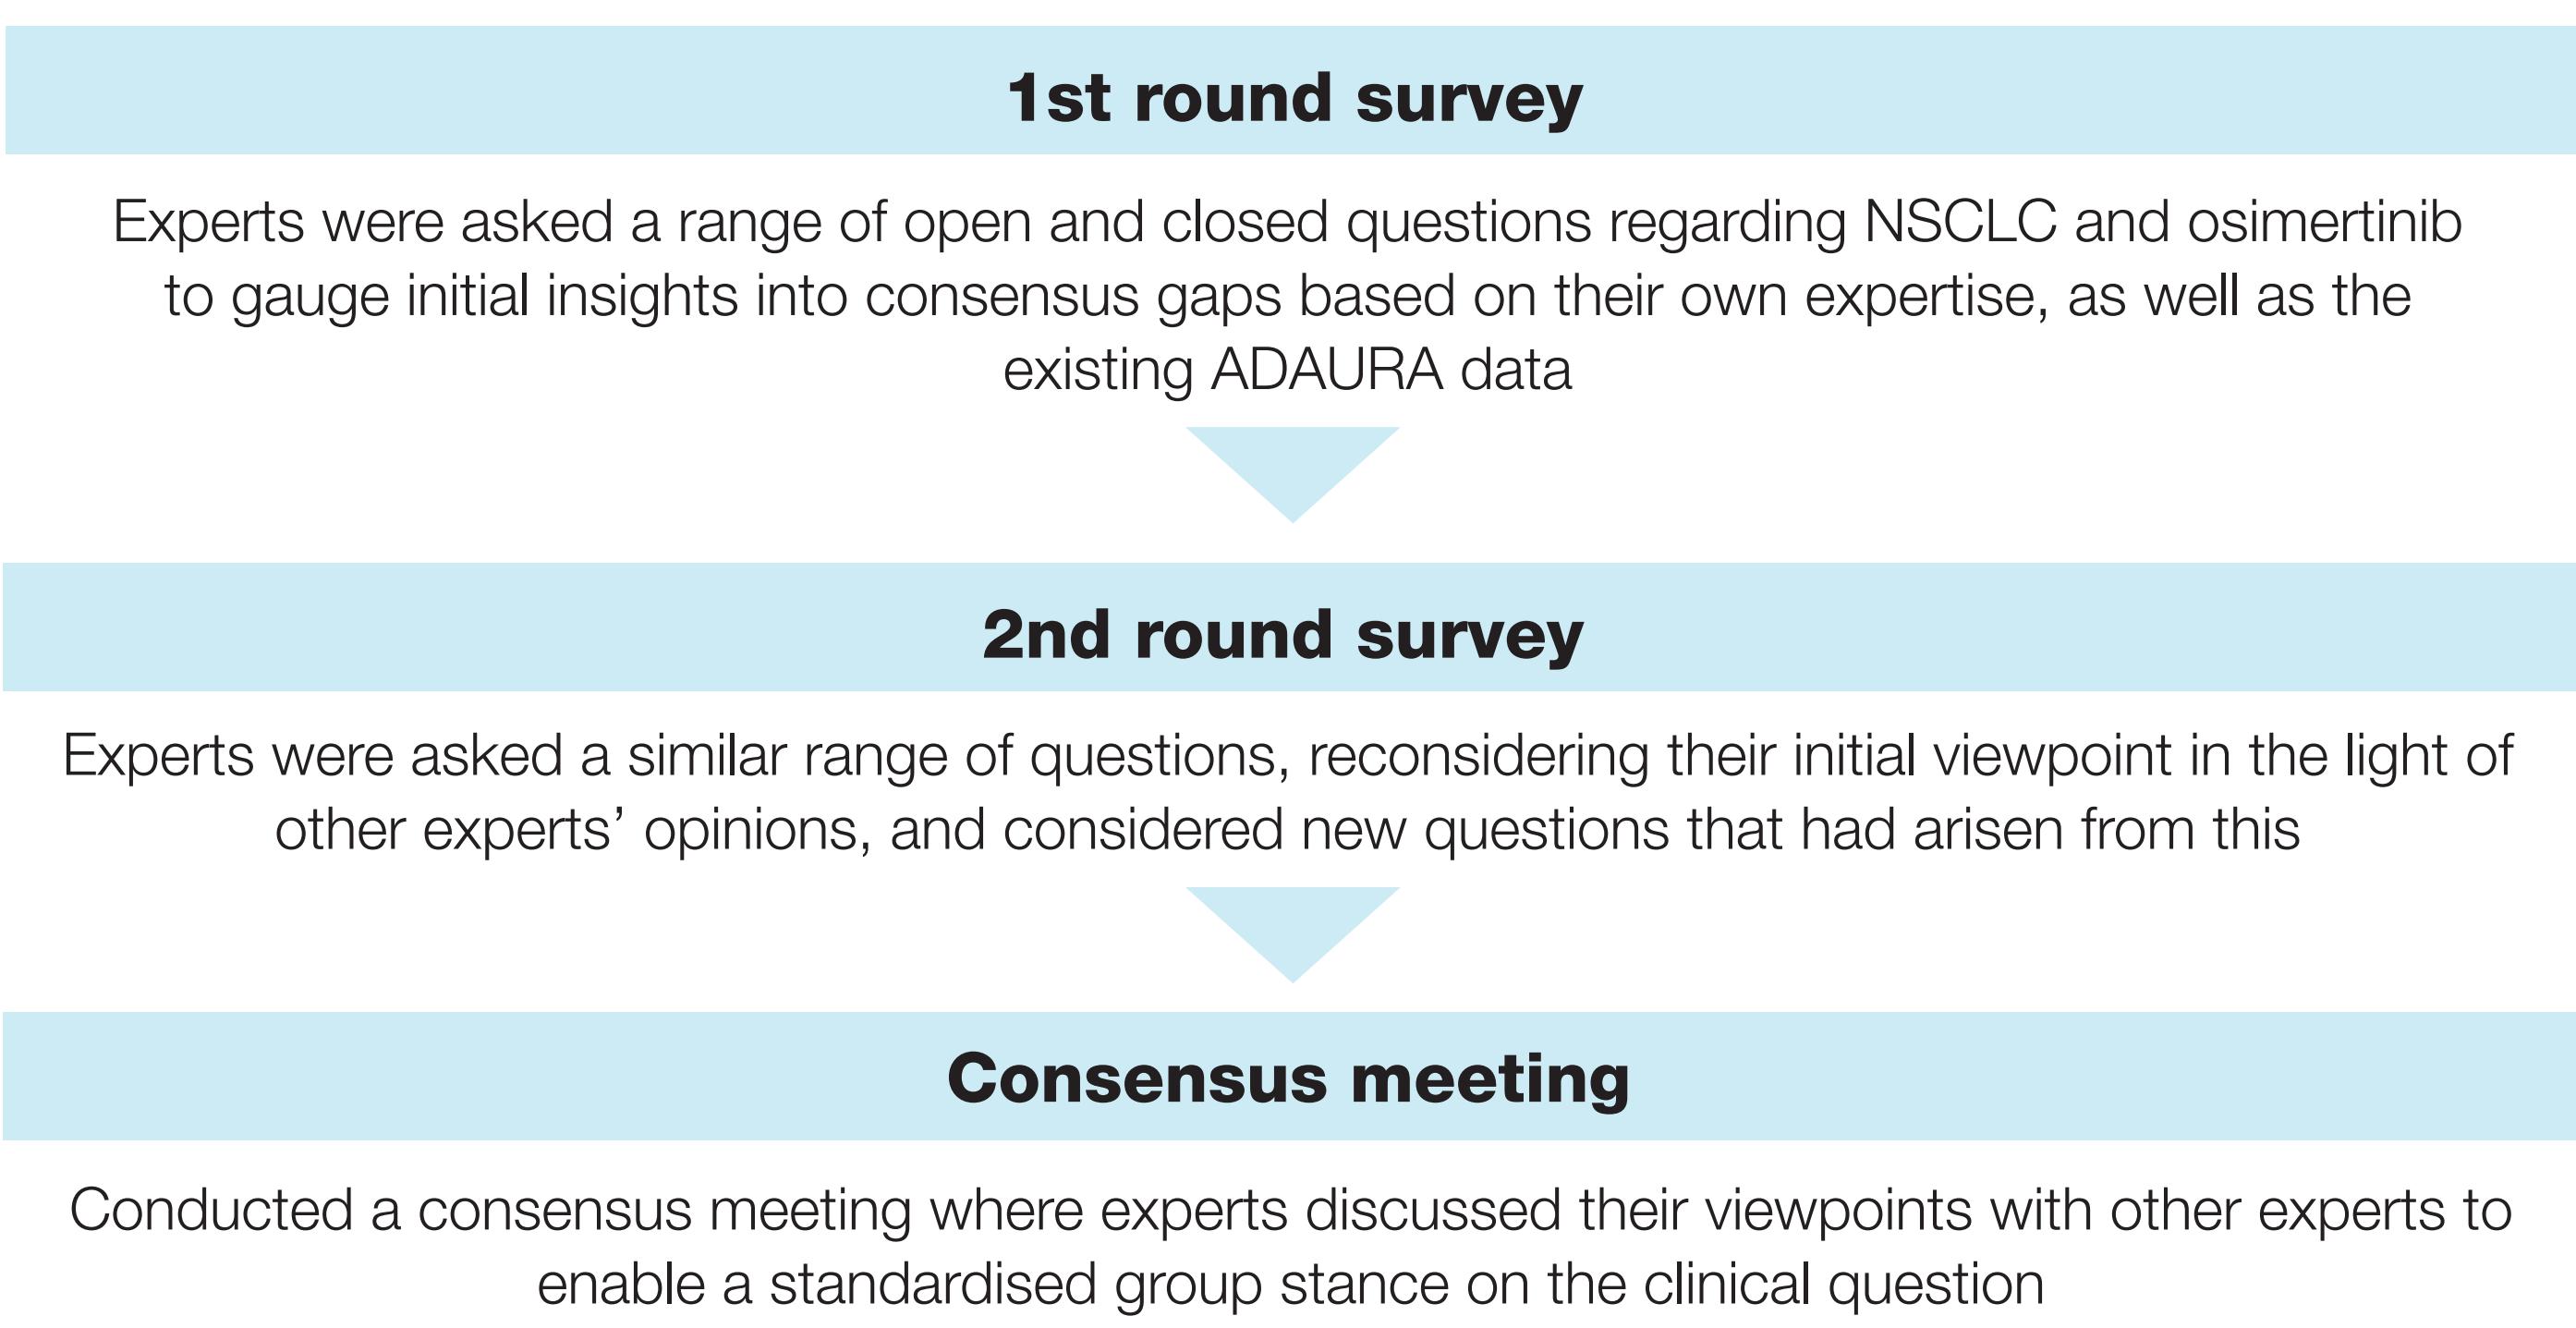 1st round survey
Experts were asked a range of open and closed questions regarding NSCLC and osimertinib
to gauge initial insights into consensus gaps based on their own expertise, as well as the
existing ADAURA data
2nd round survey
Experts were asked a similar range of questions, reconsidering their initial viewpoint in the light of
other experts’ opinions, and considered new questions that had arisen from this
Consensus meeting
Conducted a consensus meeting where experts discussed their viewpoints with other experts to
enable a standardised group stance on the clinical question